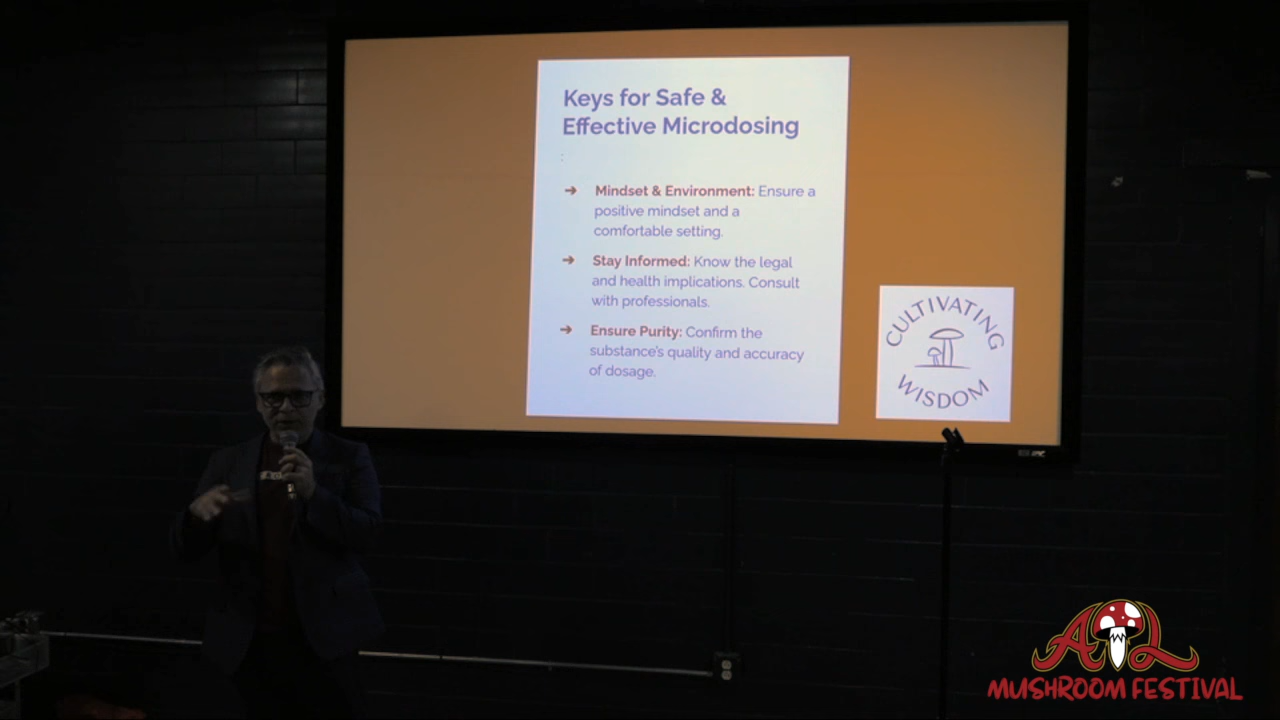 Keys for Safe &
Effective Microdosing
:
➔ Mindset & Environment: Ensure a
positive mindset and a
comfortable setting.
➔ Stay Informed: Know the legal
and health implications. Consult
with professionals.
➔ Ensure Purity: Confirm the
substance's quality and accuracy
of dosage.
CULTIVATING
WISDOM
ATL
MUSHROOM FESTIVAL